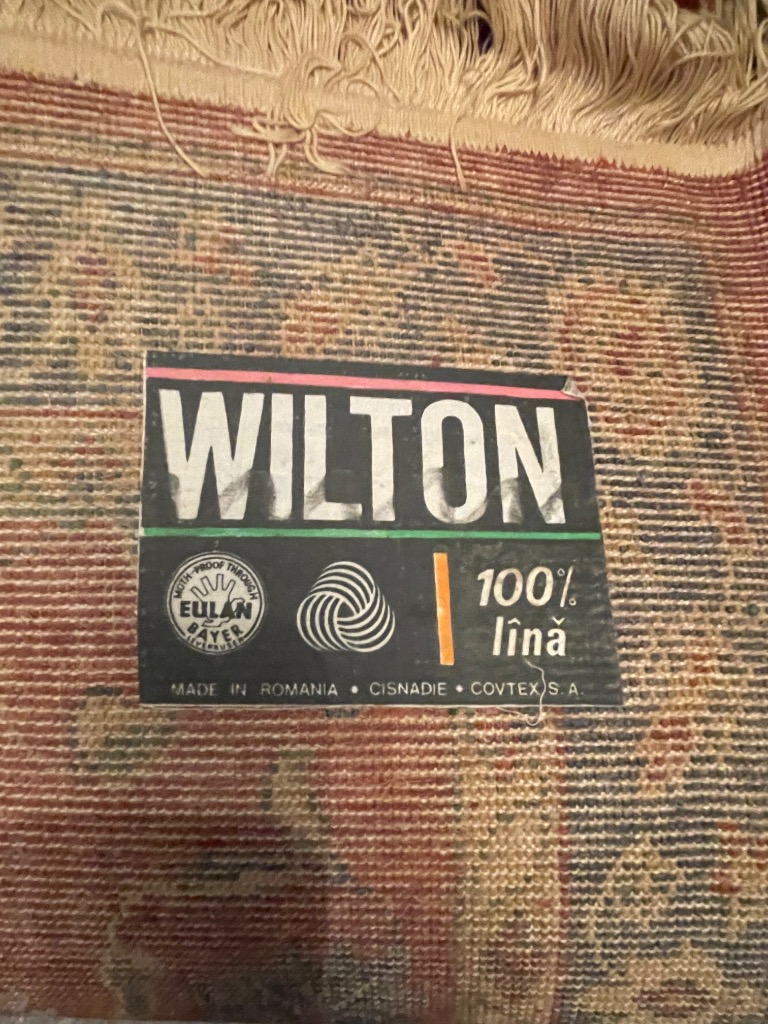 WILTON
MOTH-PROOF THROUGH
EULAN
BAYER
100%
lînă
MADE IN ROMANIA • CISNADIE • COVTEX S.A.